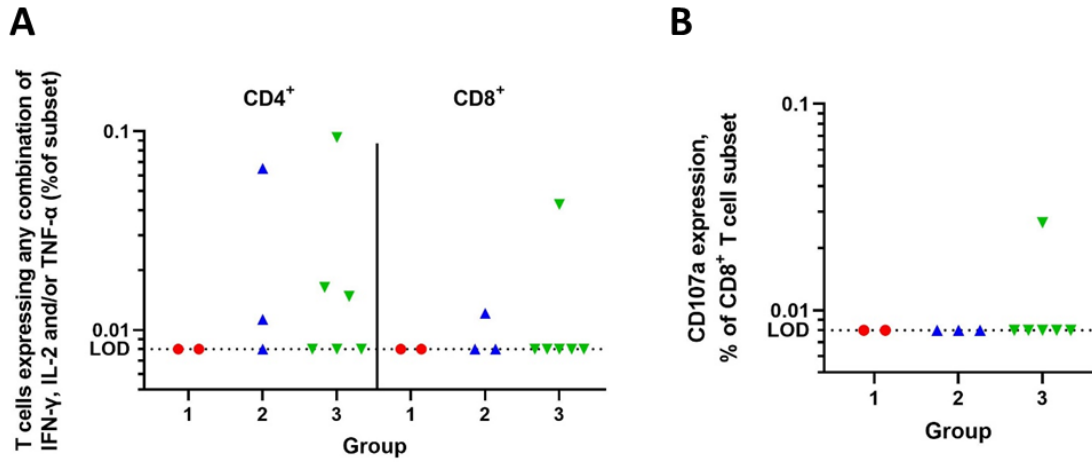 A
T cells expressing any combination of
IFN-γ, IL-2 and/or TNF-α (%of subset)
CD4⁺
CD8⁺
0.1
0.01
LOD
1
2
3
1
2
3
Group
B
CD107a expression,
% of CD8⁺ T cell subset
0.1
0.01
LOD
1
2
3
Group